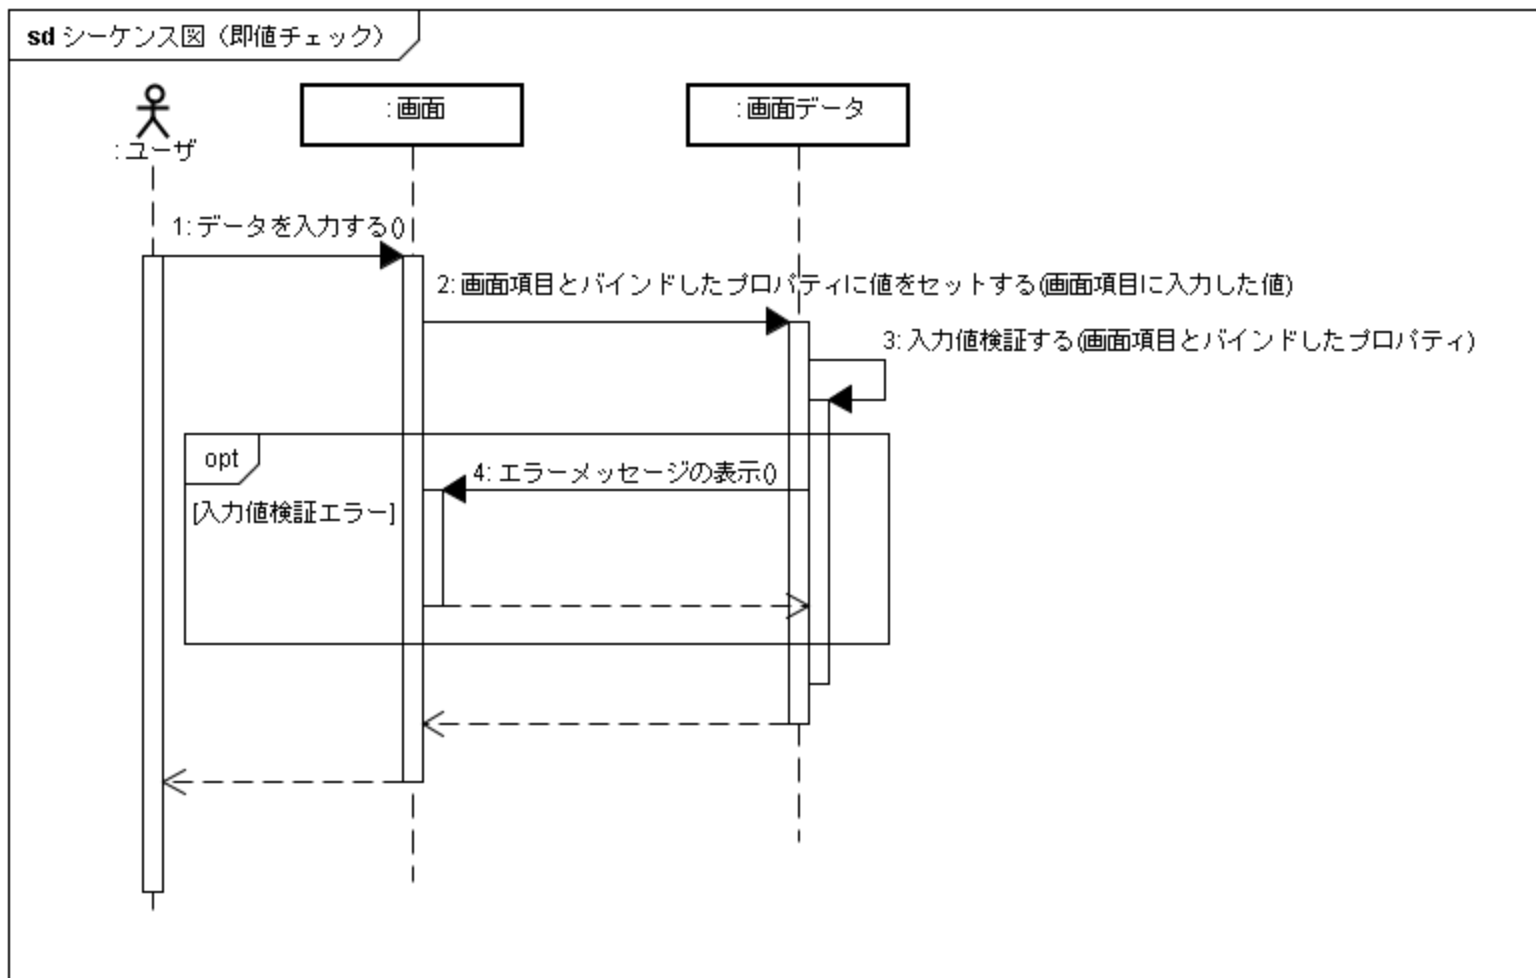 sd シーケンス図（即値チェック）
: ユーザ
: 画面
: 画面データ
1: データを入力する()
2: 画面項目とバインドしたプロパティに値をセットする(画面項目に入力した値)
3: 入力値検証する(画面項目とバインドしたプロパティ)
opt
4: エラーメッセージの表示()
[入力値検証エラー]